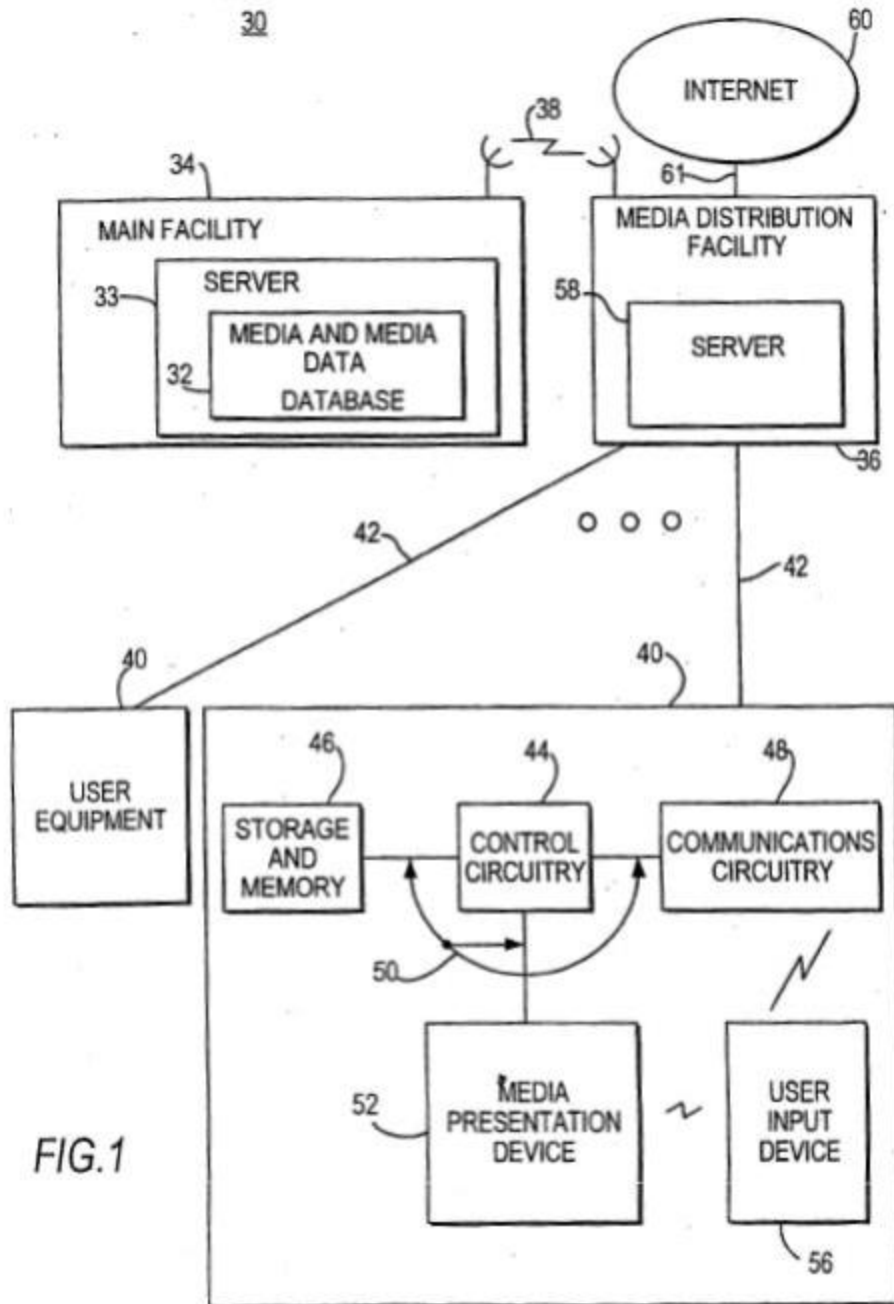 30
60
INTERNET
38
34
61
MAIN FACILITY
MEDIA DISTRIBUTION
FACILITY
33
SERVER
58
SERVER
MEDIA AND MEDIA
DATA
DATABASE
32
36
42
42
40
40
USER
EQUIPMENT
46
44
48
STORAGE
AND
MEMORY
CONTROL
CIRCUITRY
COMMUNICATIONS
CIRCUITRY
50
52
MEDIA
PRESENTATION
DEVICE
USER
INPUT
DEVICE
FIG.1
56